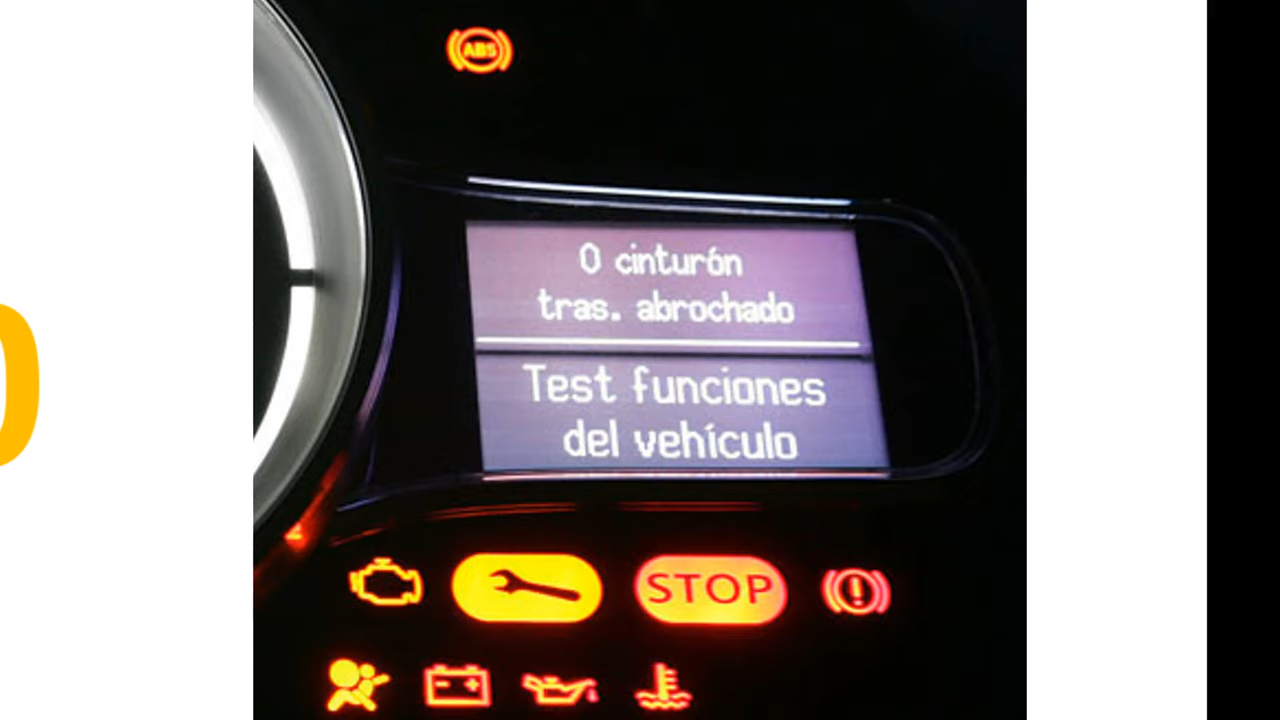 ABS
0 cinturón
tras. abrochado
Test funciones
del vehículo
STOP